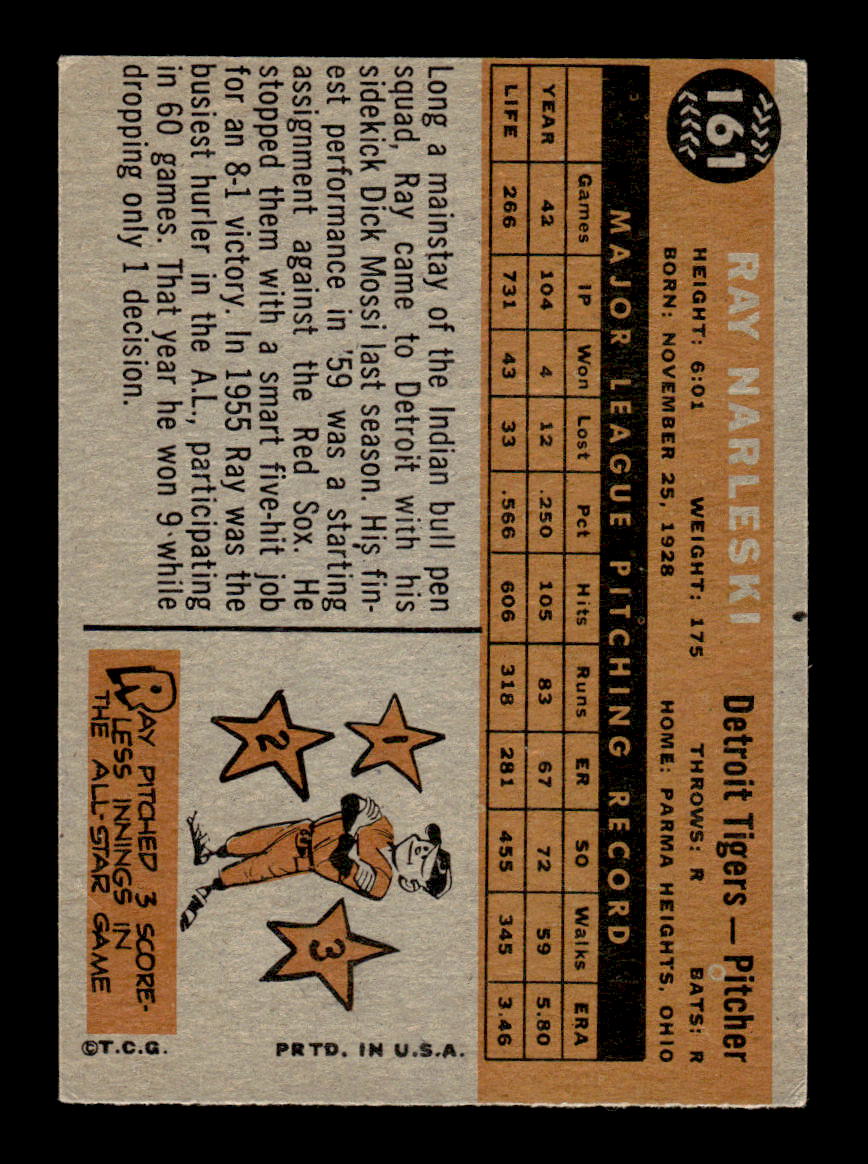 161
RAY NARLESKI
Detroit Tigers — Pitcher
HEIGHT: 6:01 WEIGHT: 175 THROWS: R BATS: R
BORN: NOVEMBER 25, 1928 HOME: PARMA HEIGHTS, OHIO
MAJOR LEAGUE PITCHING RECORD
Games IP Won Lost Pct Hits Runs ER SO Walks ERA
YEAR 42 104 4 12 .250 105 83 67 72 59 5.80
LIFE 266 731 43 33 .566 606 318 281 455 345 3.46
Long a mainstay of the Indian bull pen
squad, Ray came to Detroit with his
sidekick Dick Mossi last season. His fin-
est performance in '59 was a starting
assignment against the Red Sox. He
stopped them with a smart five-hit job
for an 8-1 victory. In 1955 Ray was the
busiest hurler in the A.L., participating
in 60 games. That year he won 9 while
dropping only 1 decision.
1
2
3
RAY PITCHED 3 SCORE-
LESS INNINGS IN
THE ALL-STAR GAME
©T.C.G. PRTD. IN U.S.A.